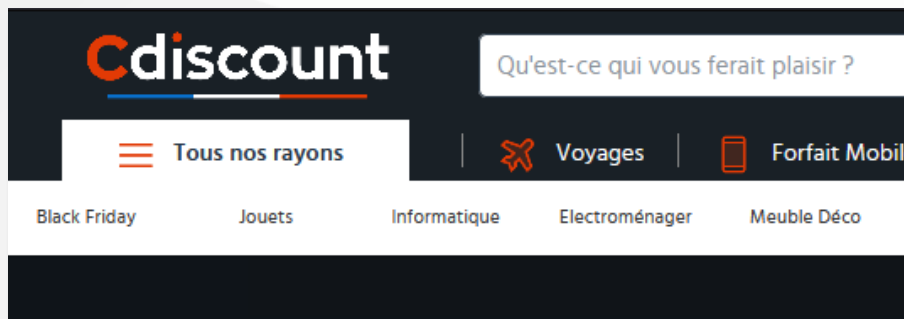 Cdiscount
Qu'est-ce qui vous ferait plaisir ?
Tous nos rayons
Voyages
Forfait Mobil
Black Friday
Jouets
Informatique
Electroménager
Meuble Déco